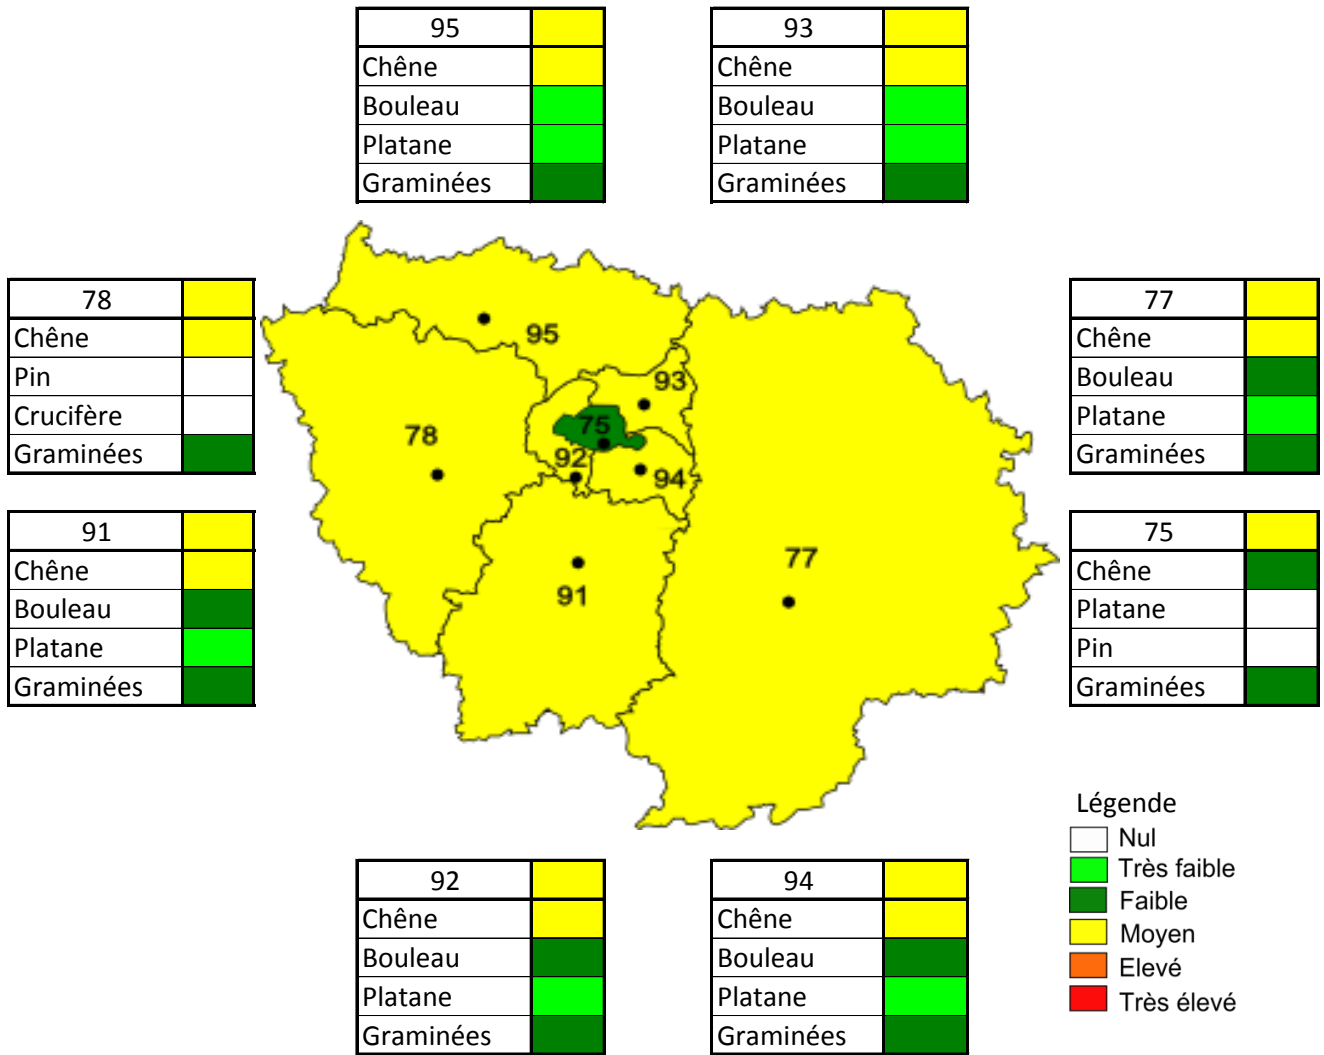 95
Chêne
Bouleau
Platane
Graminées
93
Chêne
Bouleau
Platane
Graminées
78
Chêne
Pin
Crucifère
Graminées
91
Chêne
Bouleau
Platane
Graminées
95
93
75
78
92
94
77
91
77
Chêne
Bouleau
Platane
Graminées
75
Chêne
Platane
Pin
Graminées
92
Chêne
Bouleau
Platane
Graminées
94
Chêne
Bouleau
Platane
Graminées
Légende
Nul
Très faible
Faible
Moyen
Elevé
Très élevé